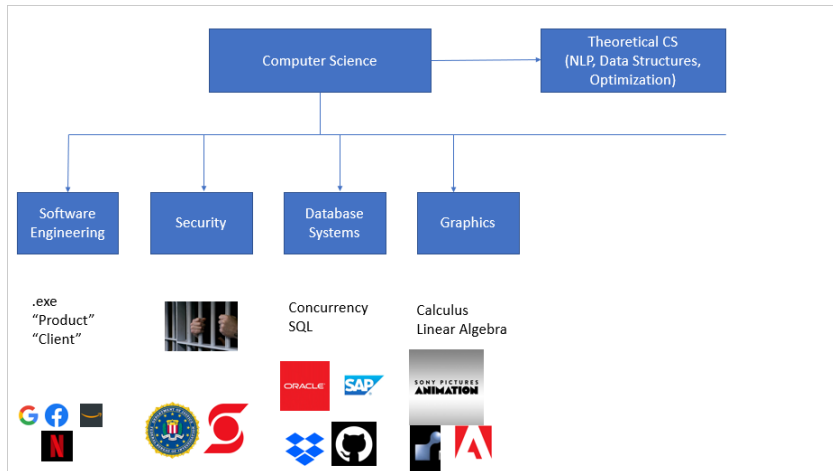 Computer Science
Theoretical CS
(NLP, Data Structures,
Optimization)
Software
Engineering
Security
Database
Systems
Graphics
.exe
“Product”
“Client”
Concurrency
SQL
Calculus
Linear Algebra
ORACLE
SAP
SONY PICTURES
ANIMATION